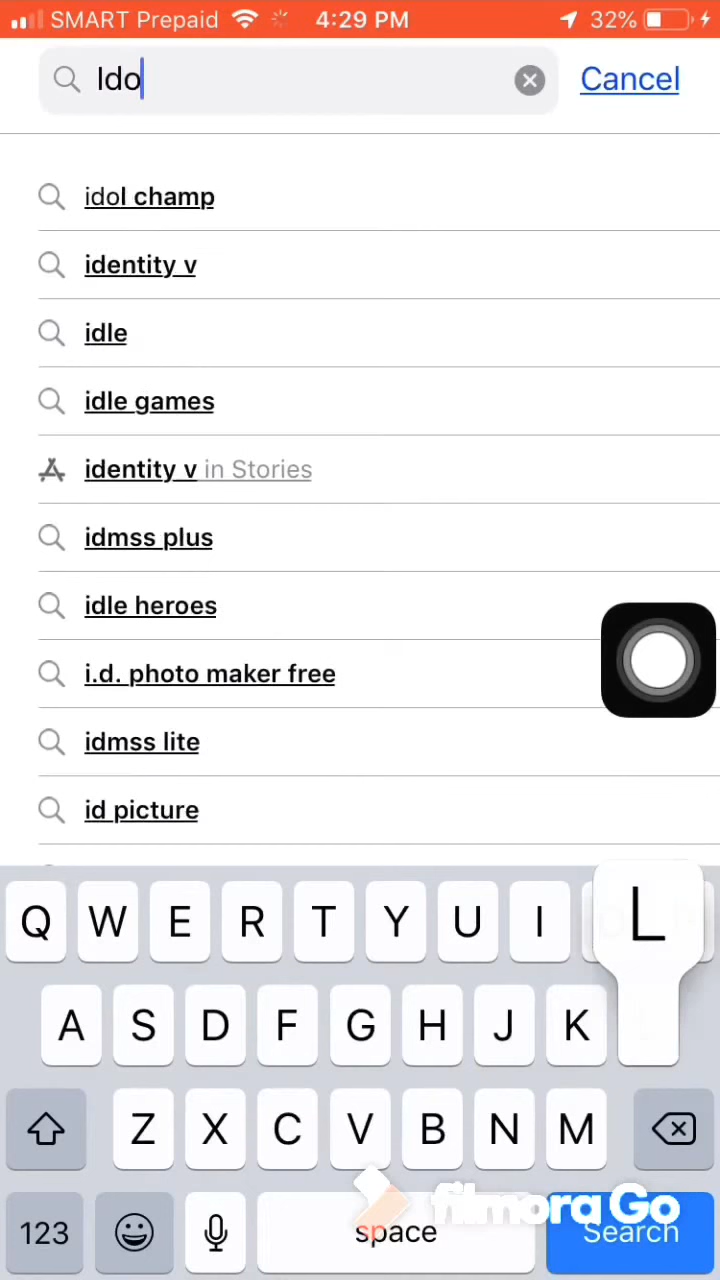 SMART Prepaid 4:29 PM 32%
Ido Cancel
idol champ
identity v
idle
idle games
identity v in Stories
idmss plus
idle heroes
i.d. photo maker free
idmss lite
id picture
Q W E R T Y U I L
A S D F G H J K
Z X C V B N M
filmora Go
123 space Search